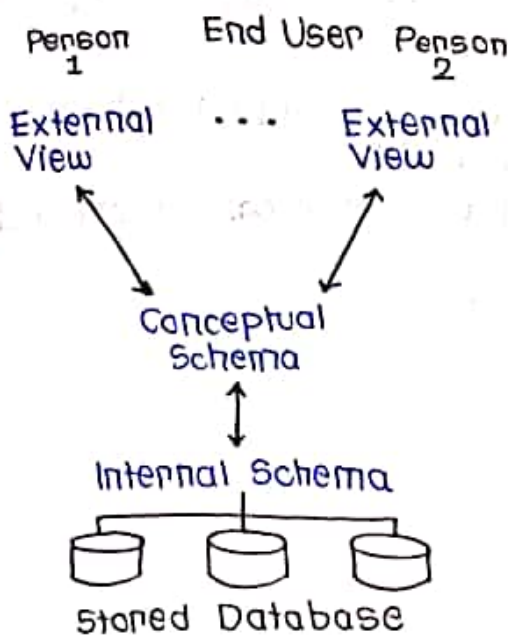 Person End User Person
1 2
External ... External
View View
Conceptual
Schema
Internal Schema
Stored Database